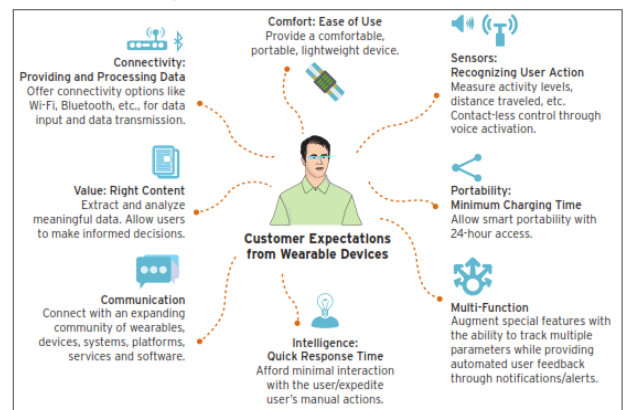 Comfort: Ease of Use
Provide a comfortable,
portable, lightweight device.
Connectivity:
Providing and Processing Data
Offer connectivity options like
Wi-Fi, Bluetooth, etc., for data
input and data transmission.
Sensors:
Recognizing User Action
Measure activity levels,
distance traveled, etc.
Contact-less control through
voice activation.
Value: Right Content
Extract and analyze
meaningful data. Allow users
to make informed decisions.
Portability:
Minimum Charging Time
Allow smart portability with
24-hour access.
Customer Expectations
from Wearable Devices
Communication
Connect with an expanding
community of wearables,
devices, systems, platforms,
services and software.
Intelligence:
Quick Response Time
Afford minimal interaction
with the user/expedite
user's manual actions.
Multi-Function
Augment special features with
the ability to track multiple
parameters while providing
automated user feedback
through notifications/alerts.